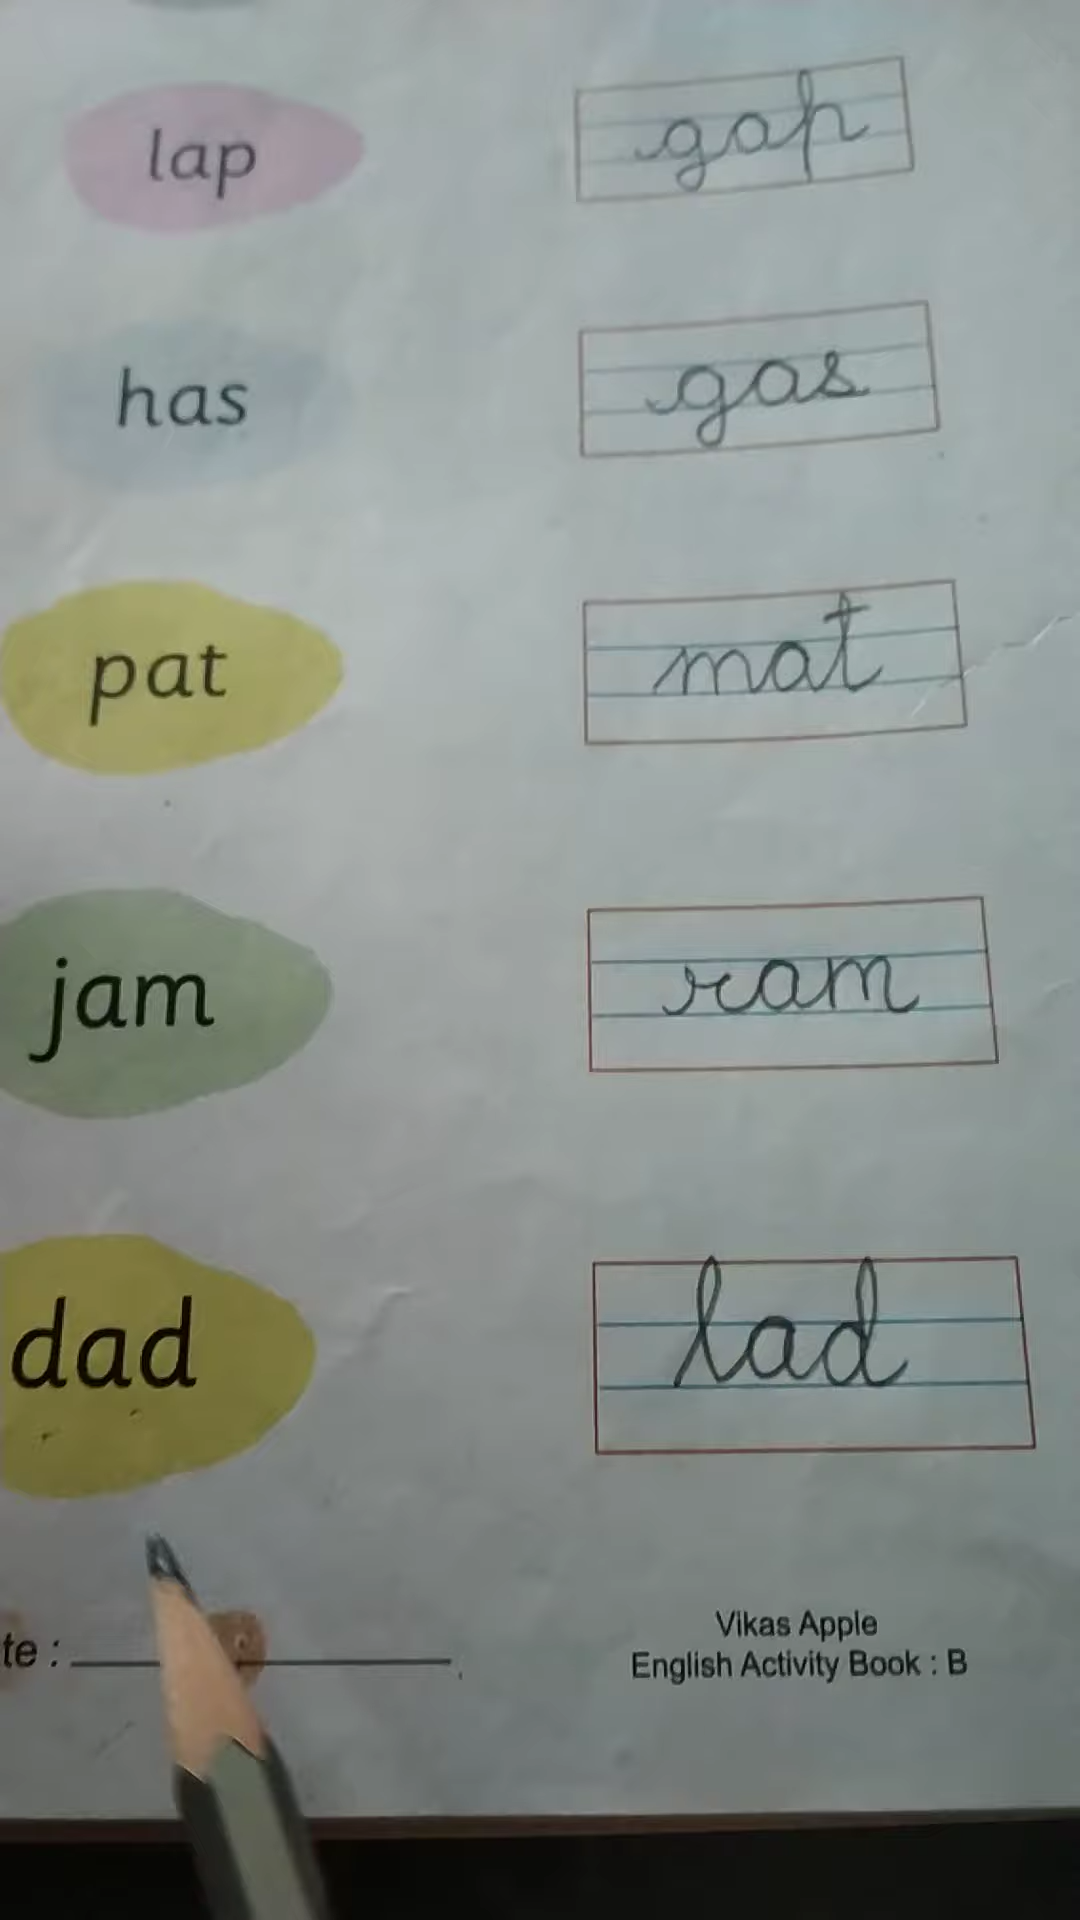 lap gap
has gas
pat mat
jam ram
dad lad
te :
Vikas Apple
English Activity Book : B